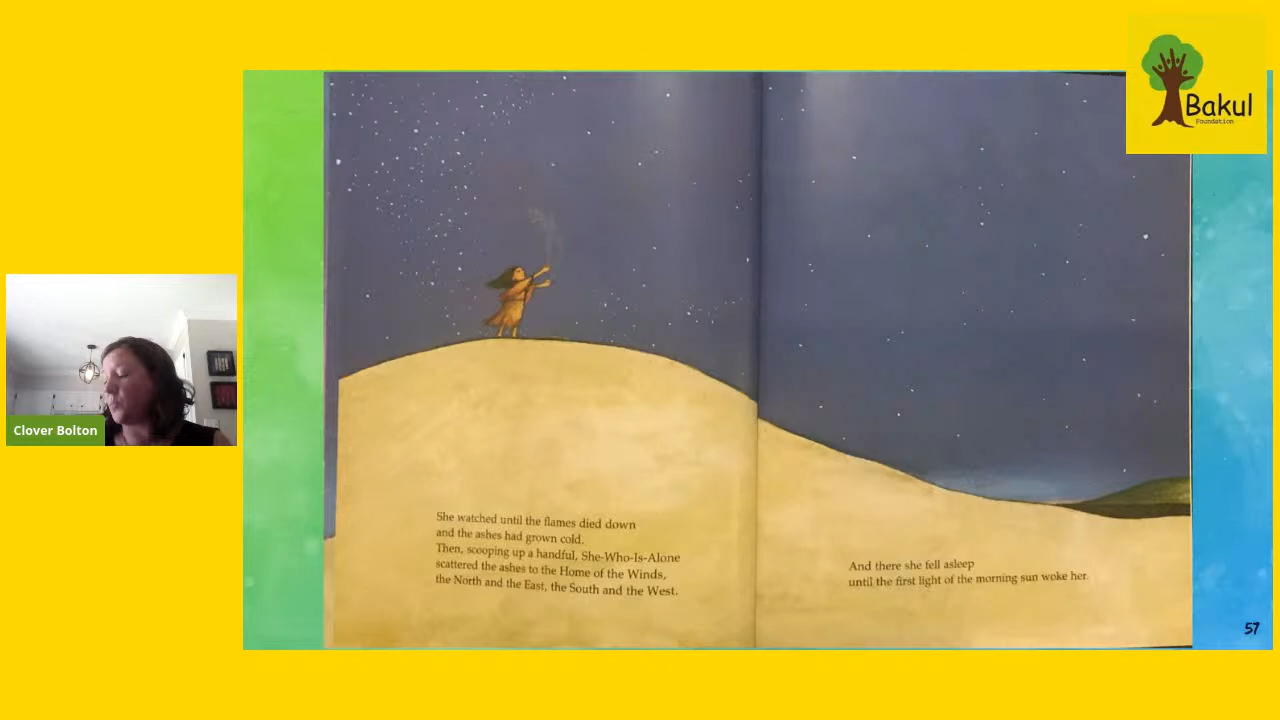 Bakul
Foundation
Clover Bolton
She watched until the flames died down
and the ashes had grown cold.
Then, scooping up a handful, She-Who-Is-Alone
scattered the ashes to the Home of the Winds,
the North and the East, the South and the West.
And there she fell asleep
until the first light of the morning sun woke her.
57